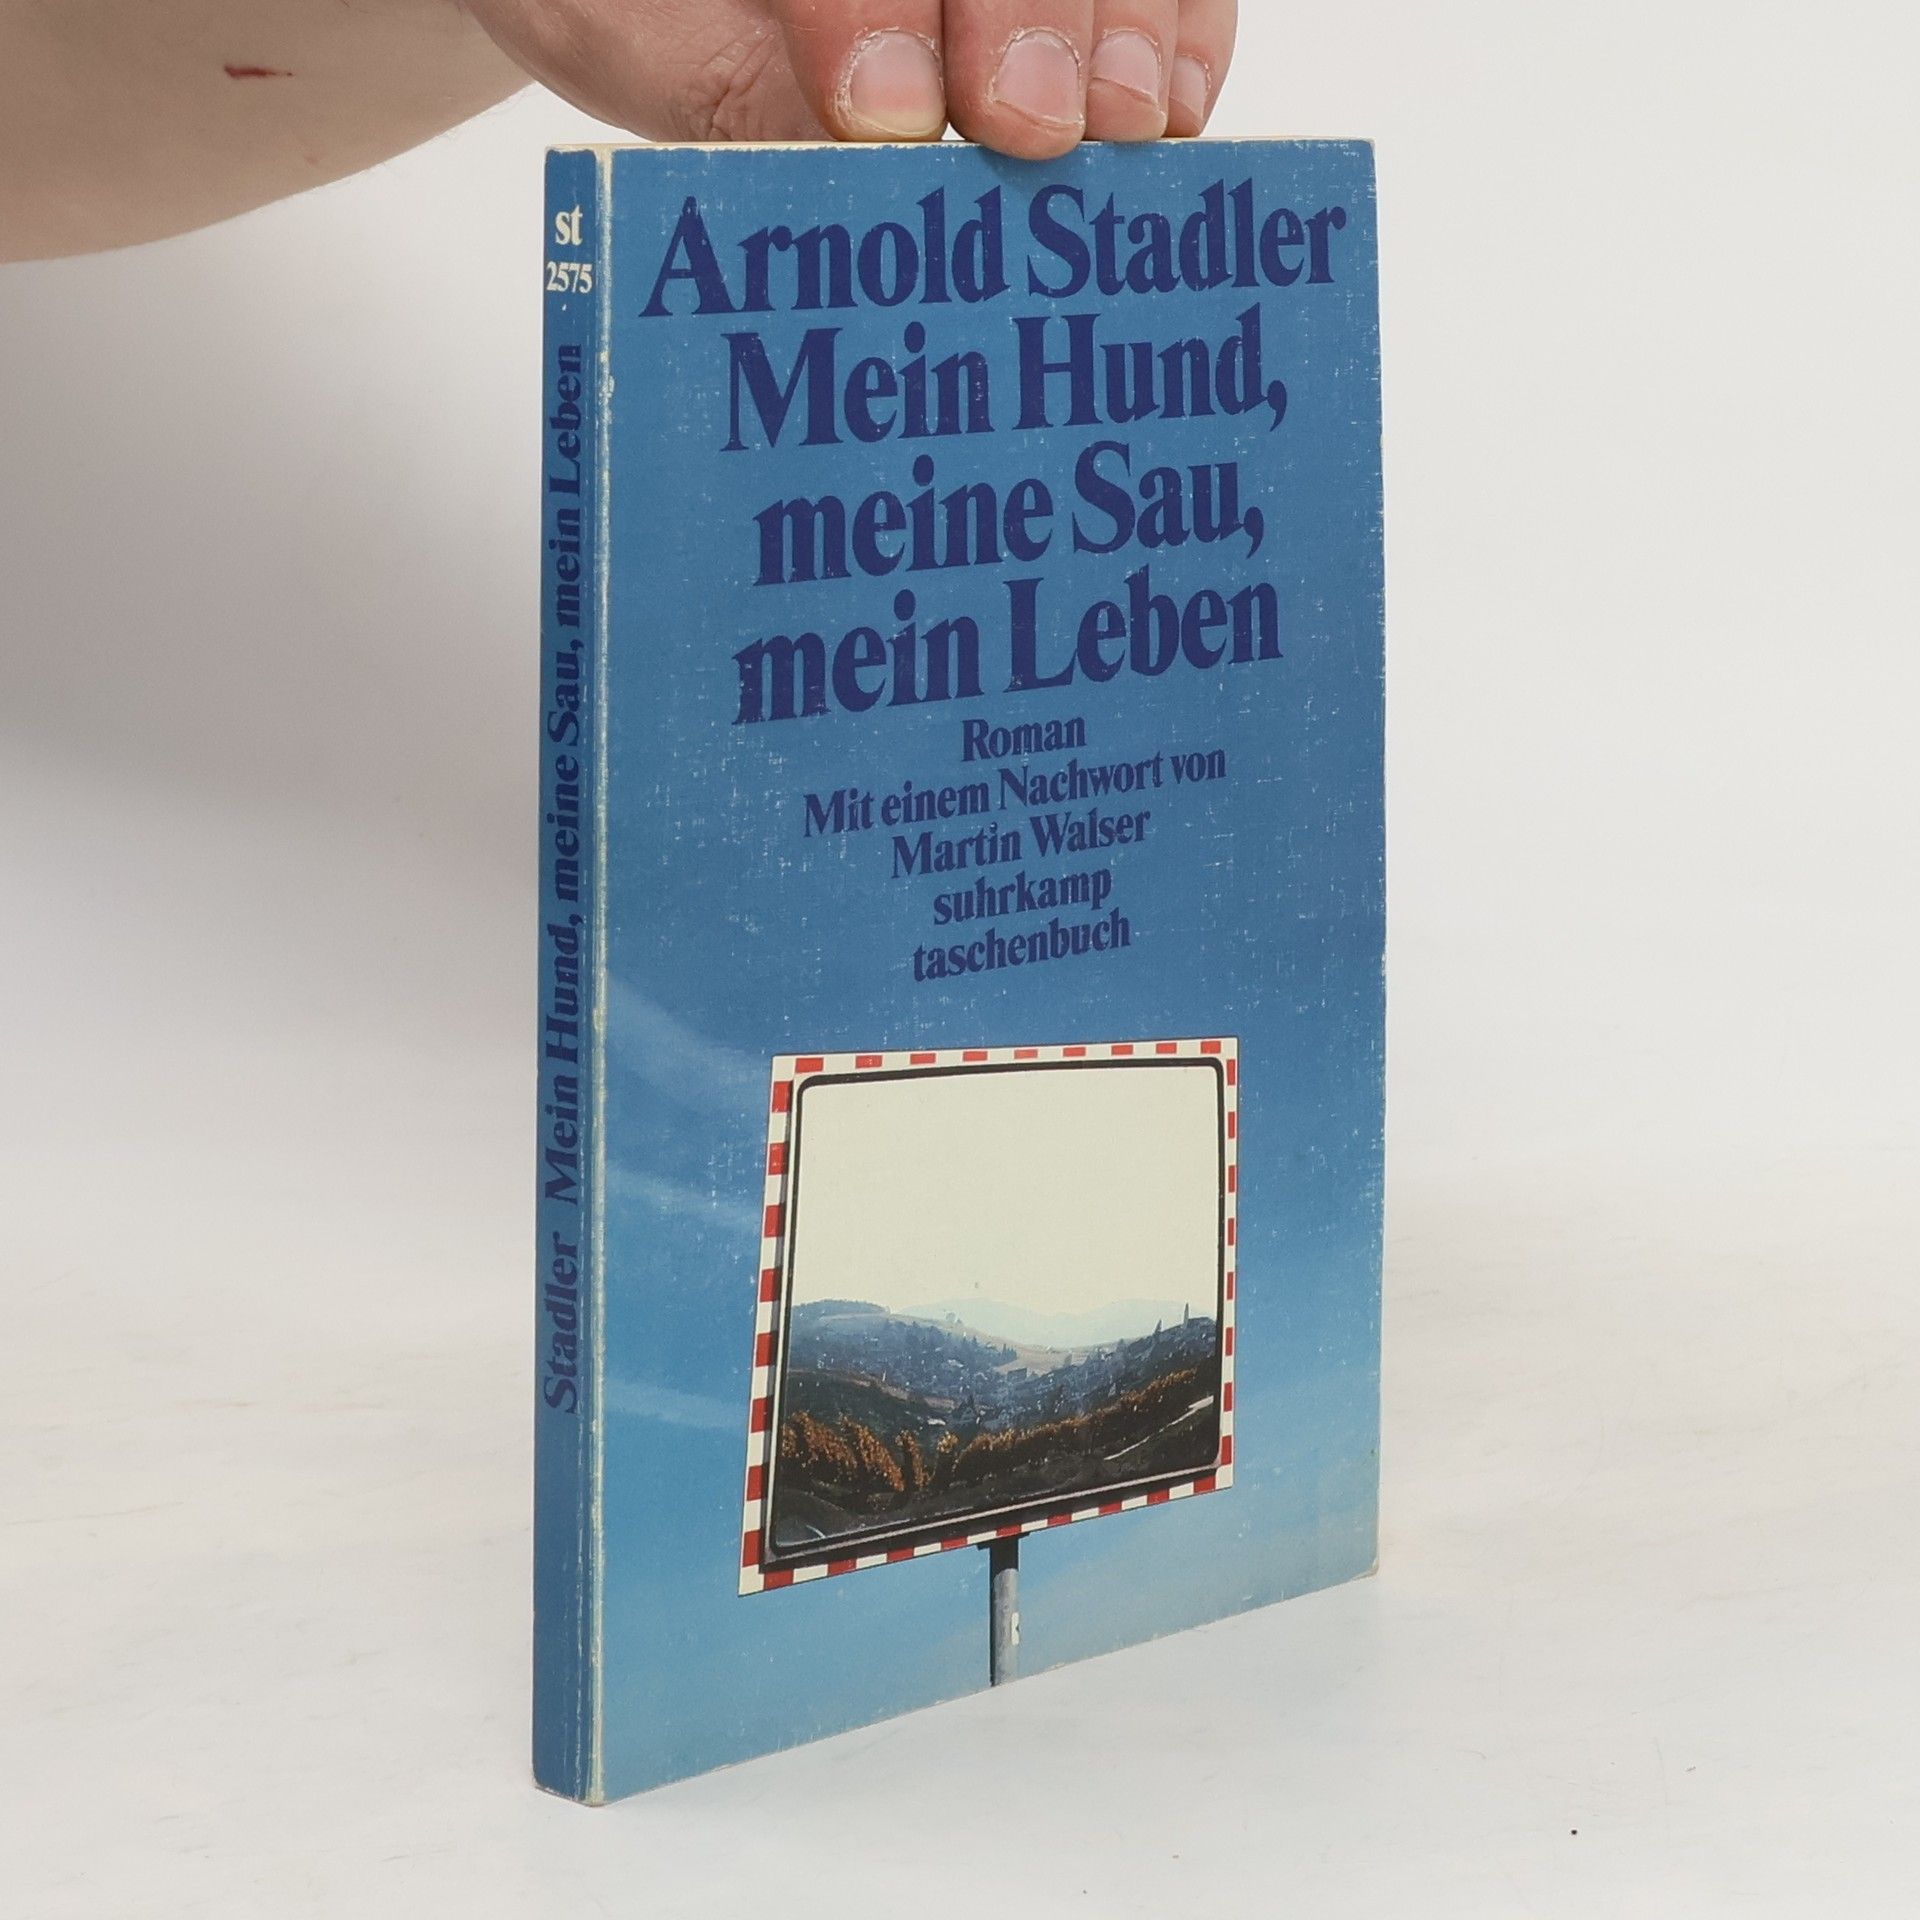 st
2575
Stadler Mein Hund, meine Sau, mein Leben
Arnold Stadler
Mein Hund,
meine Sau,
mein Leben
Roman
Mit einem Nachwort von
Martin Walser
suhrkamp
taschenbuch